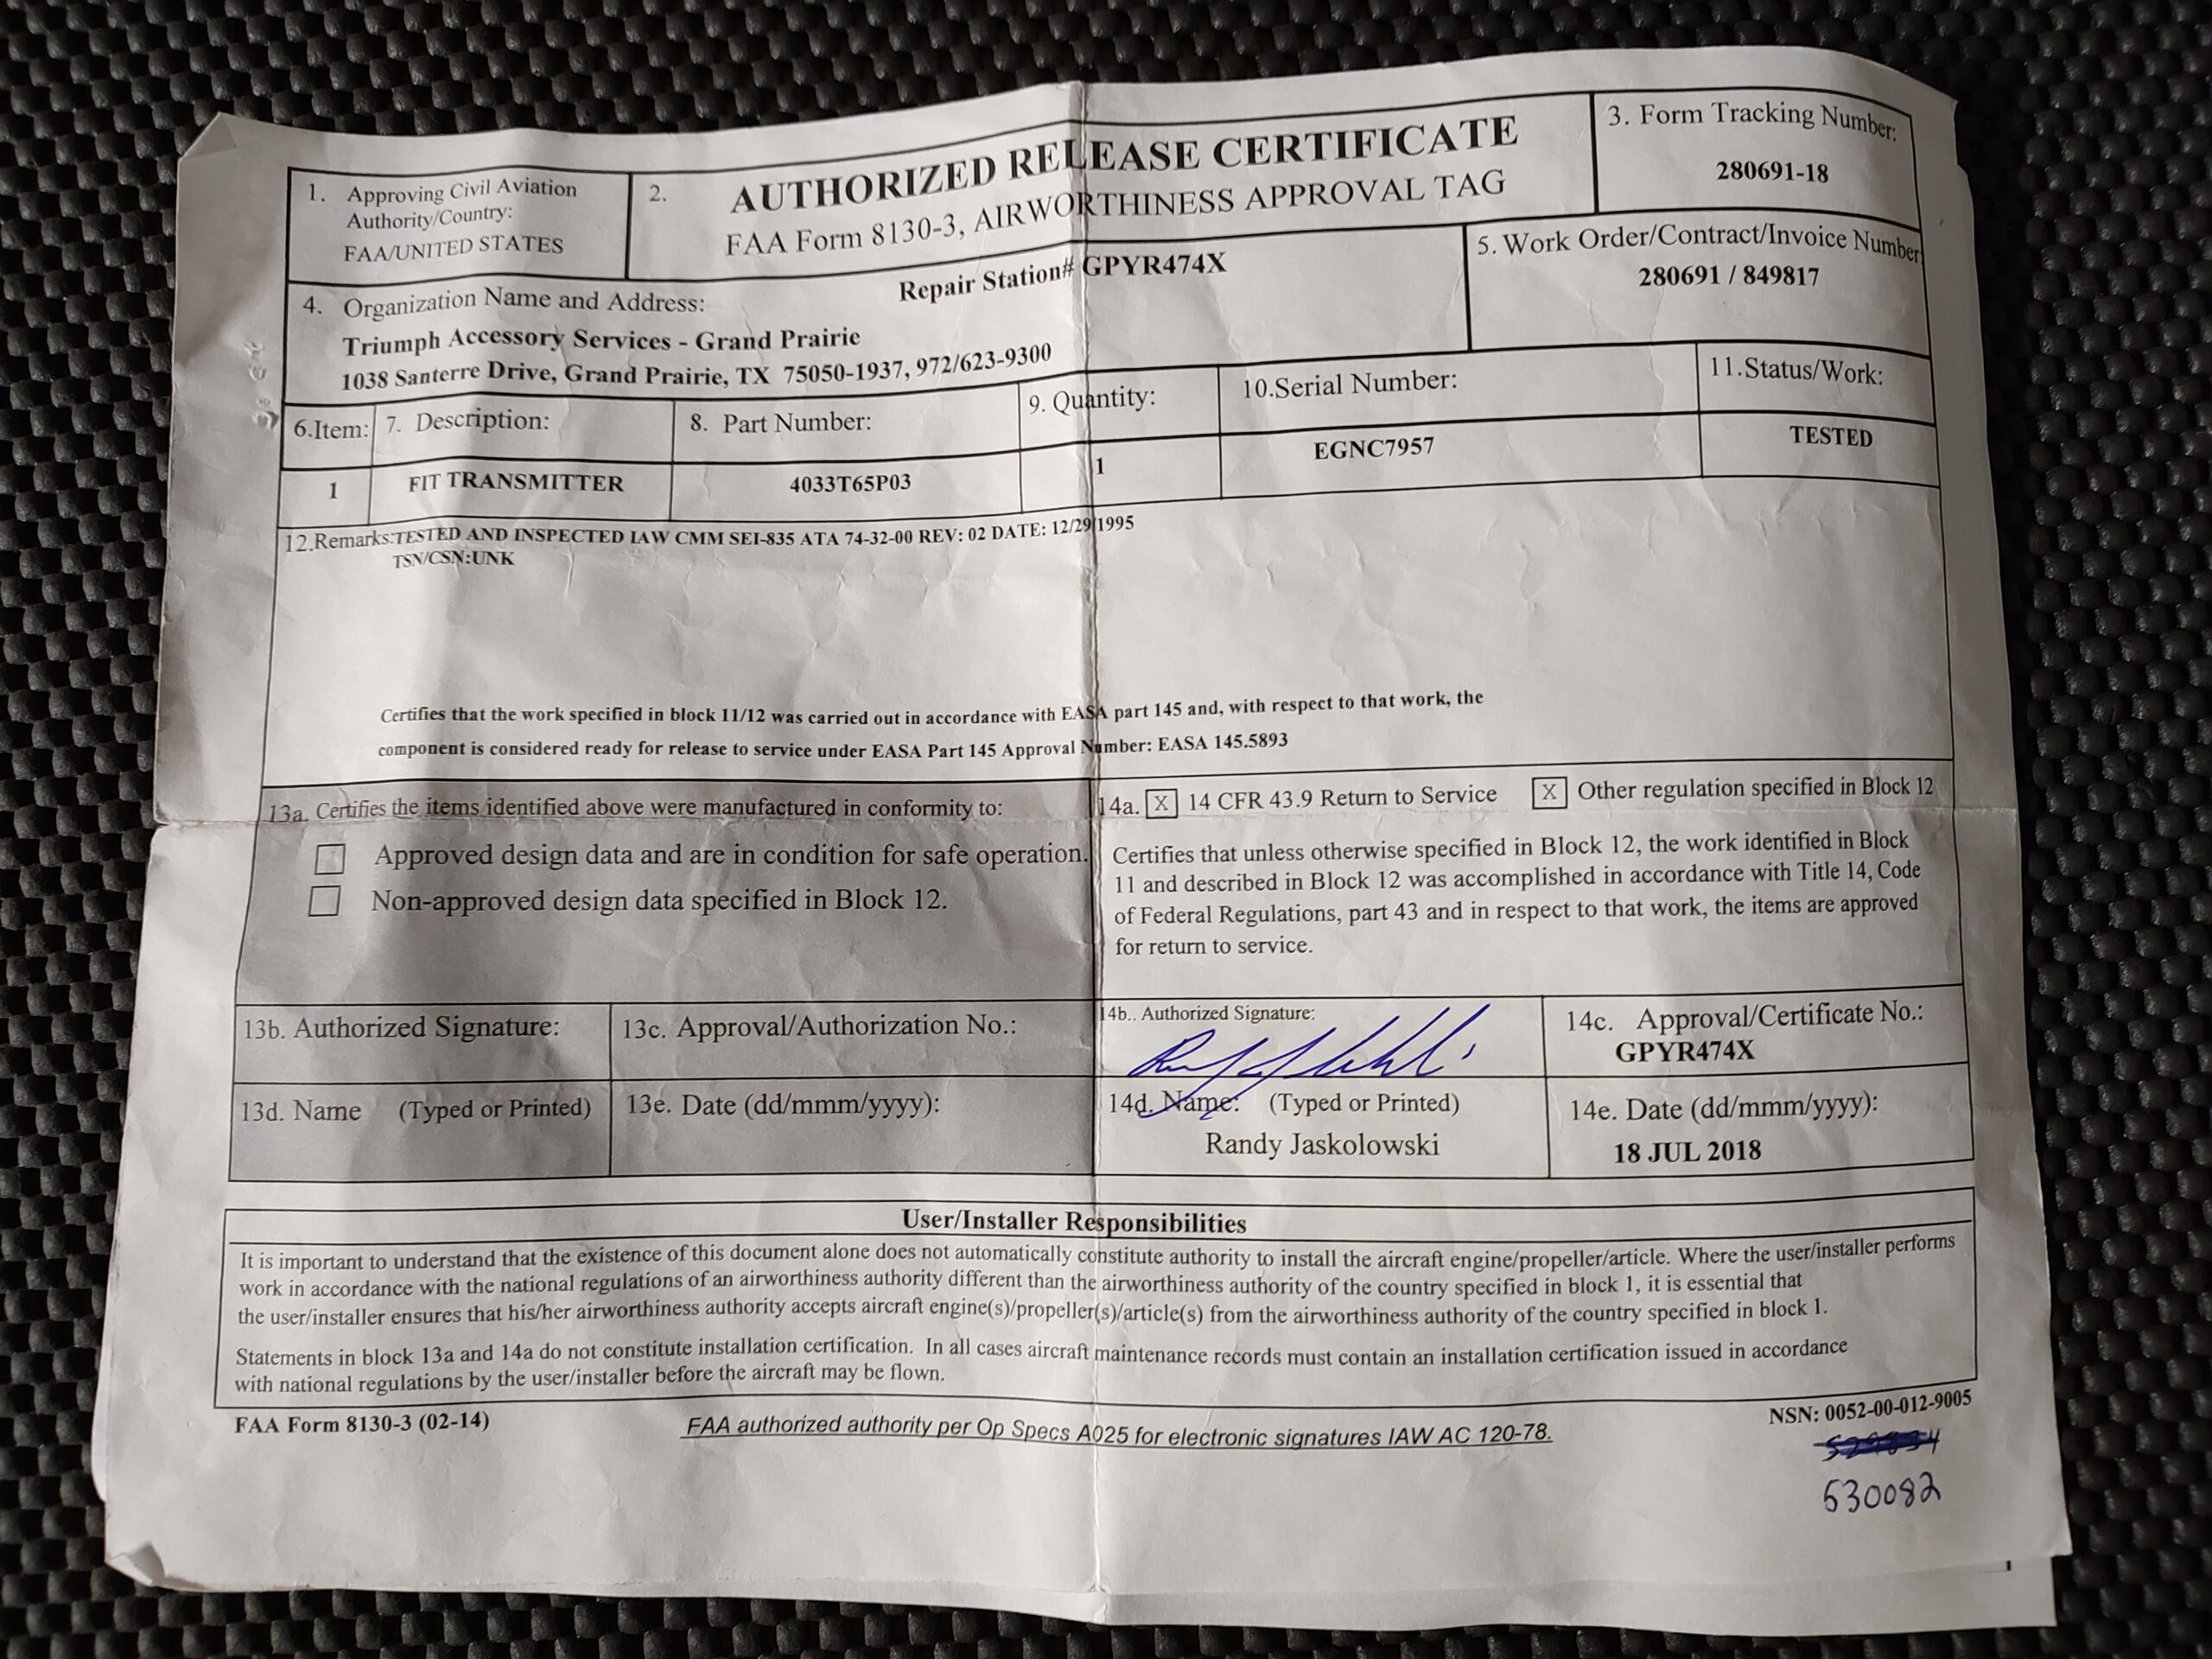 1. Approving Civil Aviation
Authority/Country:
FAA/UNITED STATES
2.
AUTHORIZED RELEASE CERTIFICATE
FAA Form 8130-3, AIRWORTHINESS APPROVAL TAG
3. Form Tracking Number:
280691-18
4. Organization Name and Address:
Repair Station# GPYR474X
Triumph Accessory Services - Grand Prairie
1038 Santerre Drive, Grand Prairie, TX 75050-1937, 972/623-9300
5. Work Order/Contract/Invoice Number
280691 / 849817
6.Item: 7. Description: 8. Part Number: 9. Quantity: 10.Serial Number: 11.Status/Work:
1 FIT TRANSMITTER 4033T65P03 1 EGNC7957 TESTED
12.Remarks:TESTED AND INSPECTED IAW CMM SEI-835 ATA 74-32-00 REV: 02 DATE: 12/29/1995
TSN/CSN:UNK
Certifies that the work specified in block 11/12 was carried out in accordance with EASA part 145 and, with respect to that work, the
component is considered ready for release to service under EASA Part 145 Approval Number: EASA 145.5893
13a. Certifies the items identified above were manufactured in conformity to:
Approved design data and are in condition for safe operation.
Non-approved design data specified in Block 12.
14a. X 14 CFR 43.9 Return to Service X Other regulation specified in Block 12
Certifies that unless otherwise specified in Block 12, the work identified in Block
11 and described in Block 12 was accomplished in accordance with Title 14, Code
of Federal Regulations, part 43 and in respect to that work, the items are approved
for return to service.
13b. Authorized Signature: 13c. Approval/Authorization No.:
14b.. Authorized Signature:
14c. Approval/Certificate No.:
GPYR474X
13d. Name (Typed or Printed) 13e. Date (dd/mmm/yyyy):
14d. Name: (Typed or Printed)
Randy Jaskolowski
14e. Date (dd/mmm/yyyy):
18 JUL 2018
User/Installer Responsibilities
It is important to understand that the existence of this document alone does not automatically constitute authority to install the aircraft engine/propeller/article. Where the user/installer performs
work in accordance with the national regulations of an airworthiness authority different than the airworthiness authority of the country specified in block 1, it is essential that
the user/installer ensures that his/her airworthiness authority accepts aircraft engine(s)/propeller(s)/article(s) from the airworthiness authority of the country specified in block 1.
Statements in block 13a and 14a do not constitute installation certification. In all cases aircraft maintenance records must contain an installation certification issued in accordance
with national regulations by the user/installer before the aircraft may be flown.
FAA Form 8130-3 (02-14)
FAA authorized authority per Op Specs A025 for electronic signatures IAW AC 120-78.
NSN: 0052-00-012-9005
530082